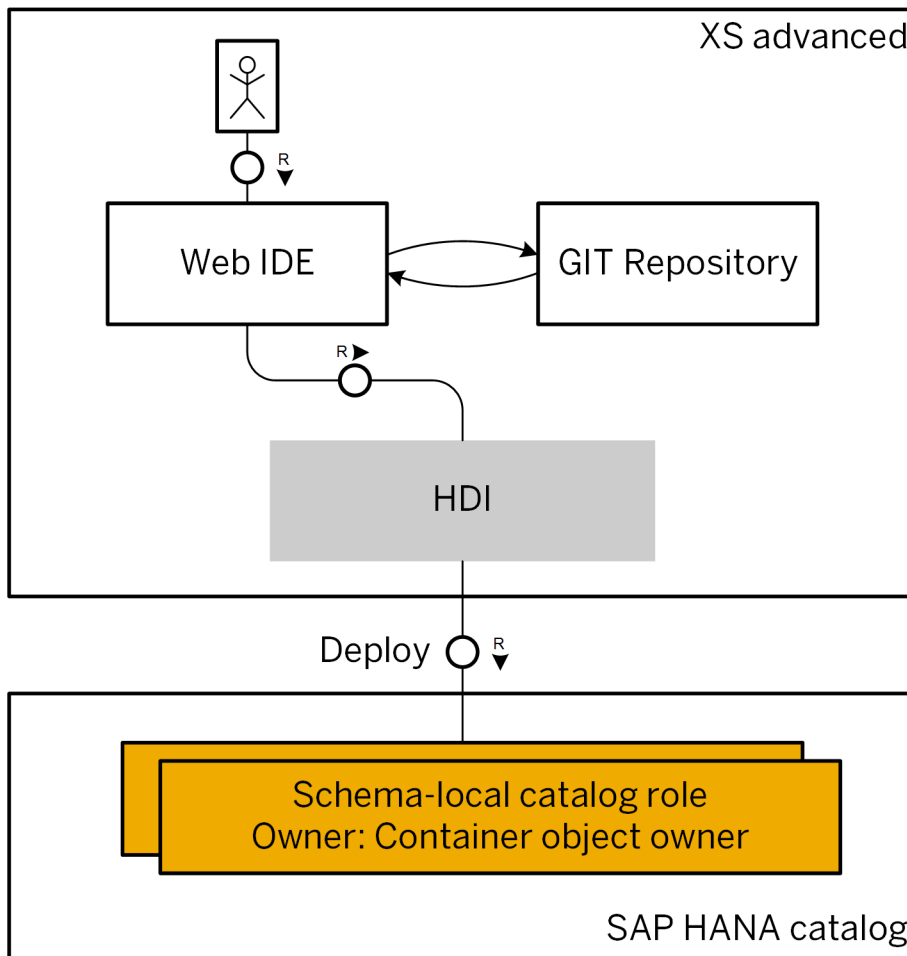 XS advanced
R
Web IDE
GIT Repository
R
HDI
Deploy
R
Schema-local catalog role
Owner: Container object owner
SAP HANA catalog